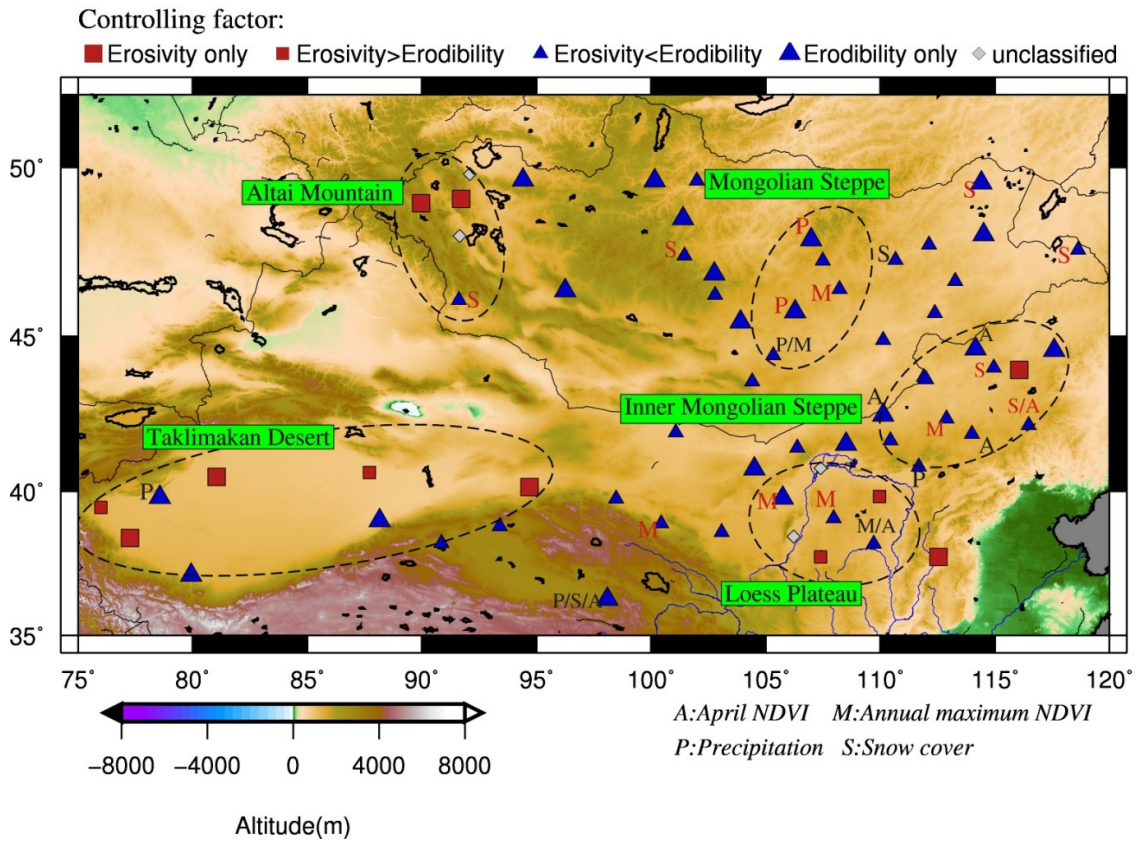 Controlling factor:
Erosivity only Erosivity>Erodibility Erosivity<Erodibility Erodibility only unclassified
50°
Altai Mountain
Mongolian Steppe
S
P
S
S
S
S
P
M
45°
P/M
A
S
Inner Mongolian Steppe
A
S/A
Taklimakan Desert
M
A
40°
P
M
M
P
M
M/A
Loess Plateau
P/S/A
35°
75° 80° 85° 90° 95° 100° 105° 110° 115° 120°
−8000 −4000 0 4000 8000
Altitude(m)
A:April NDVI M:Annual maximum NDVI
P:Precipitation S:Snow cover